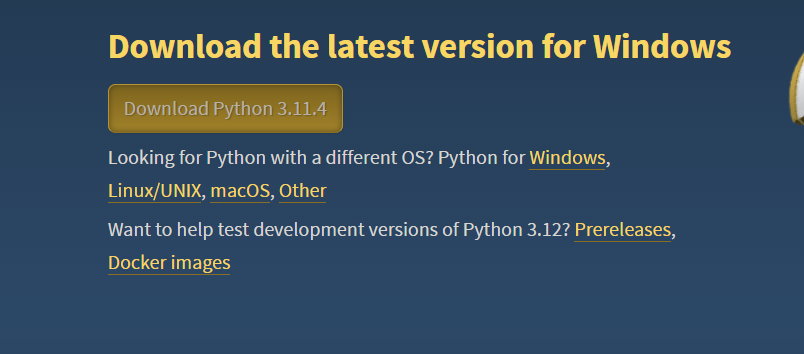 Download the latest version for Windows
Download Python 3.11.4
Looking for Python with a different OS? Python for Windows,
Linux/UNIX, macOS, Other
Want to help test development versions of Python 3.12? Prereleases,
Docker images